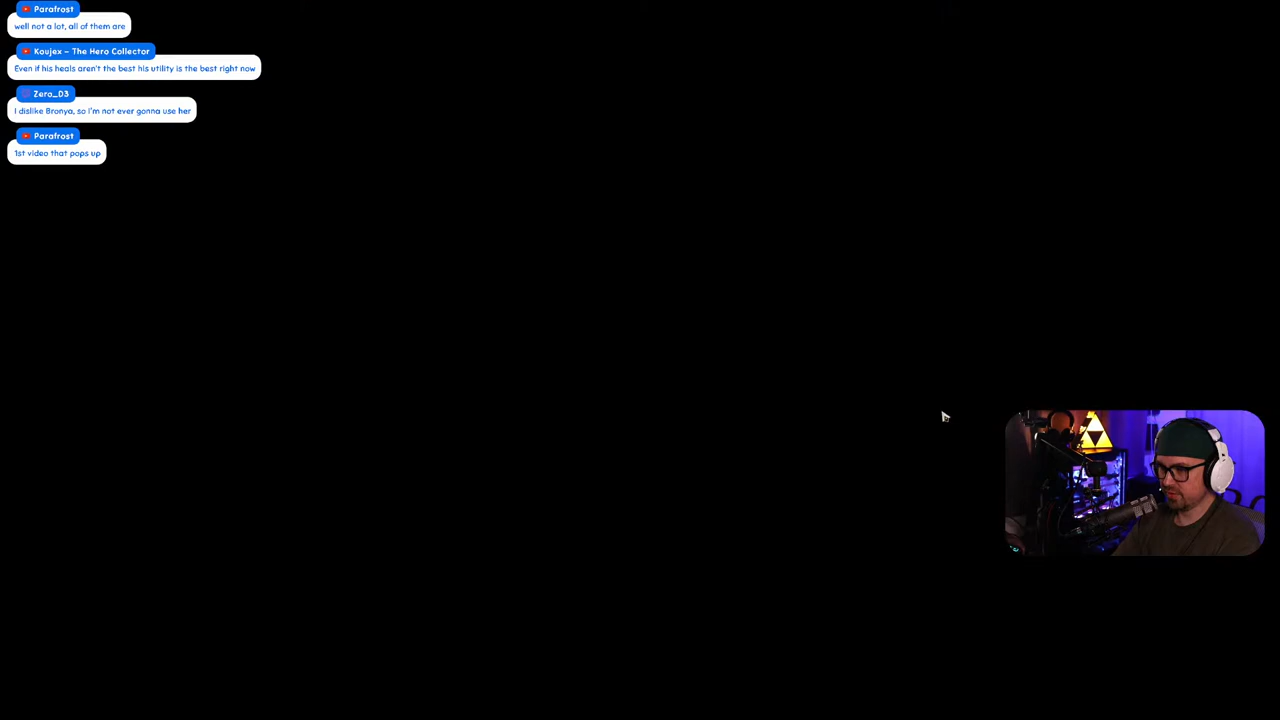 Parafrost
well not a lot, all of them are
Koujex - The Hero Collector
Even if his heals aren't the best his utility is the best right now
Zero_D3
I dislike Bronya, so I'm not ever gonna use her
Parafrost
1st video that pops up